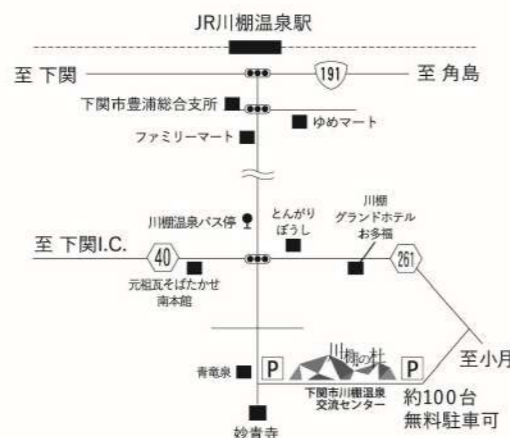 JR川棚温泉駅
至 下関
191
至 角島
下関市豊浦総合支所
ゆめマート
ファミリーマート
川棚温泉バス停
とんがり
ぼうし
川棚
グランドホテル
お多福
至 下関I.C.
40
261
元祖瓦そばたかせ
南本館
川棚の杜
至小月
青竜泉
P
P
下関市川棚温泉
交流センター
約100台
無料駐車可
妙青寺